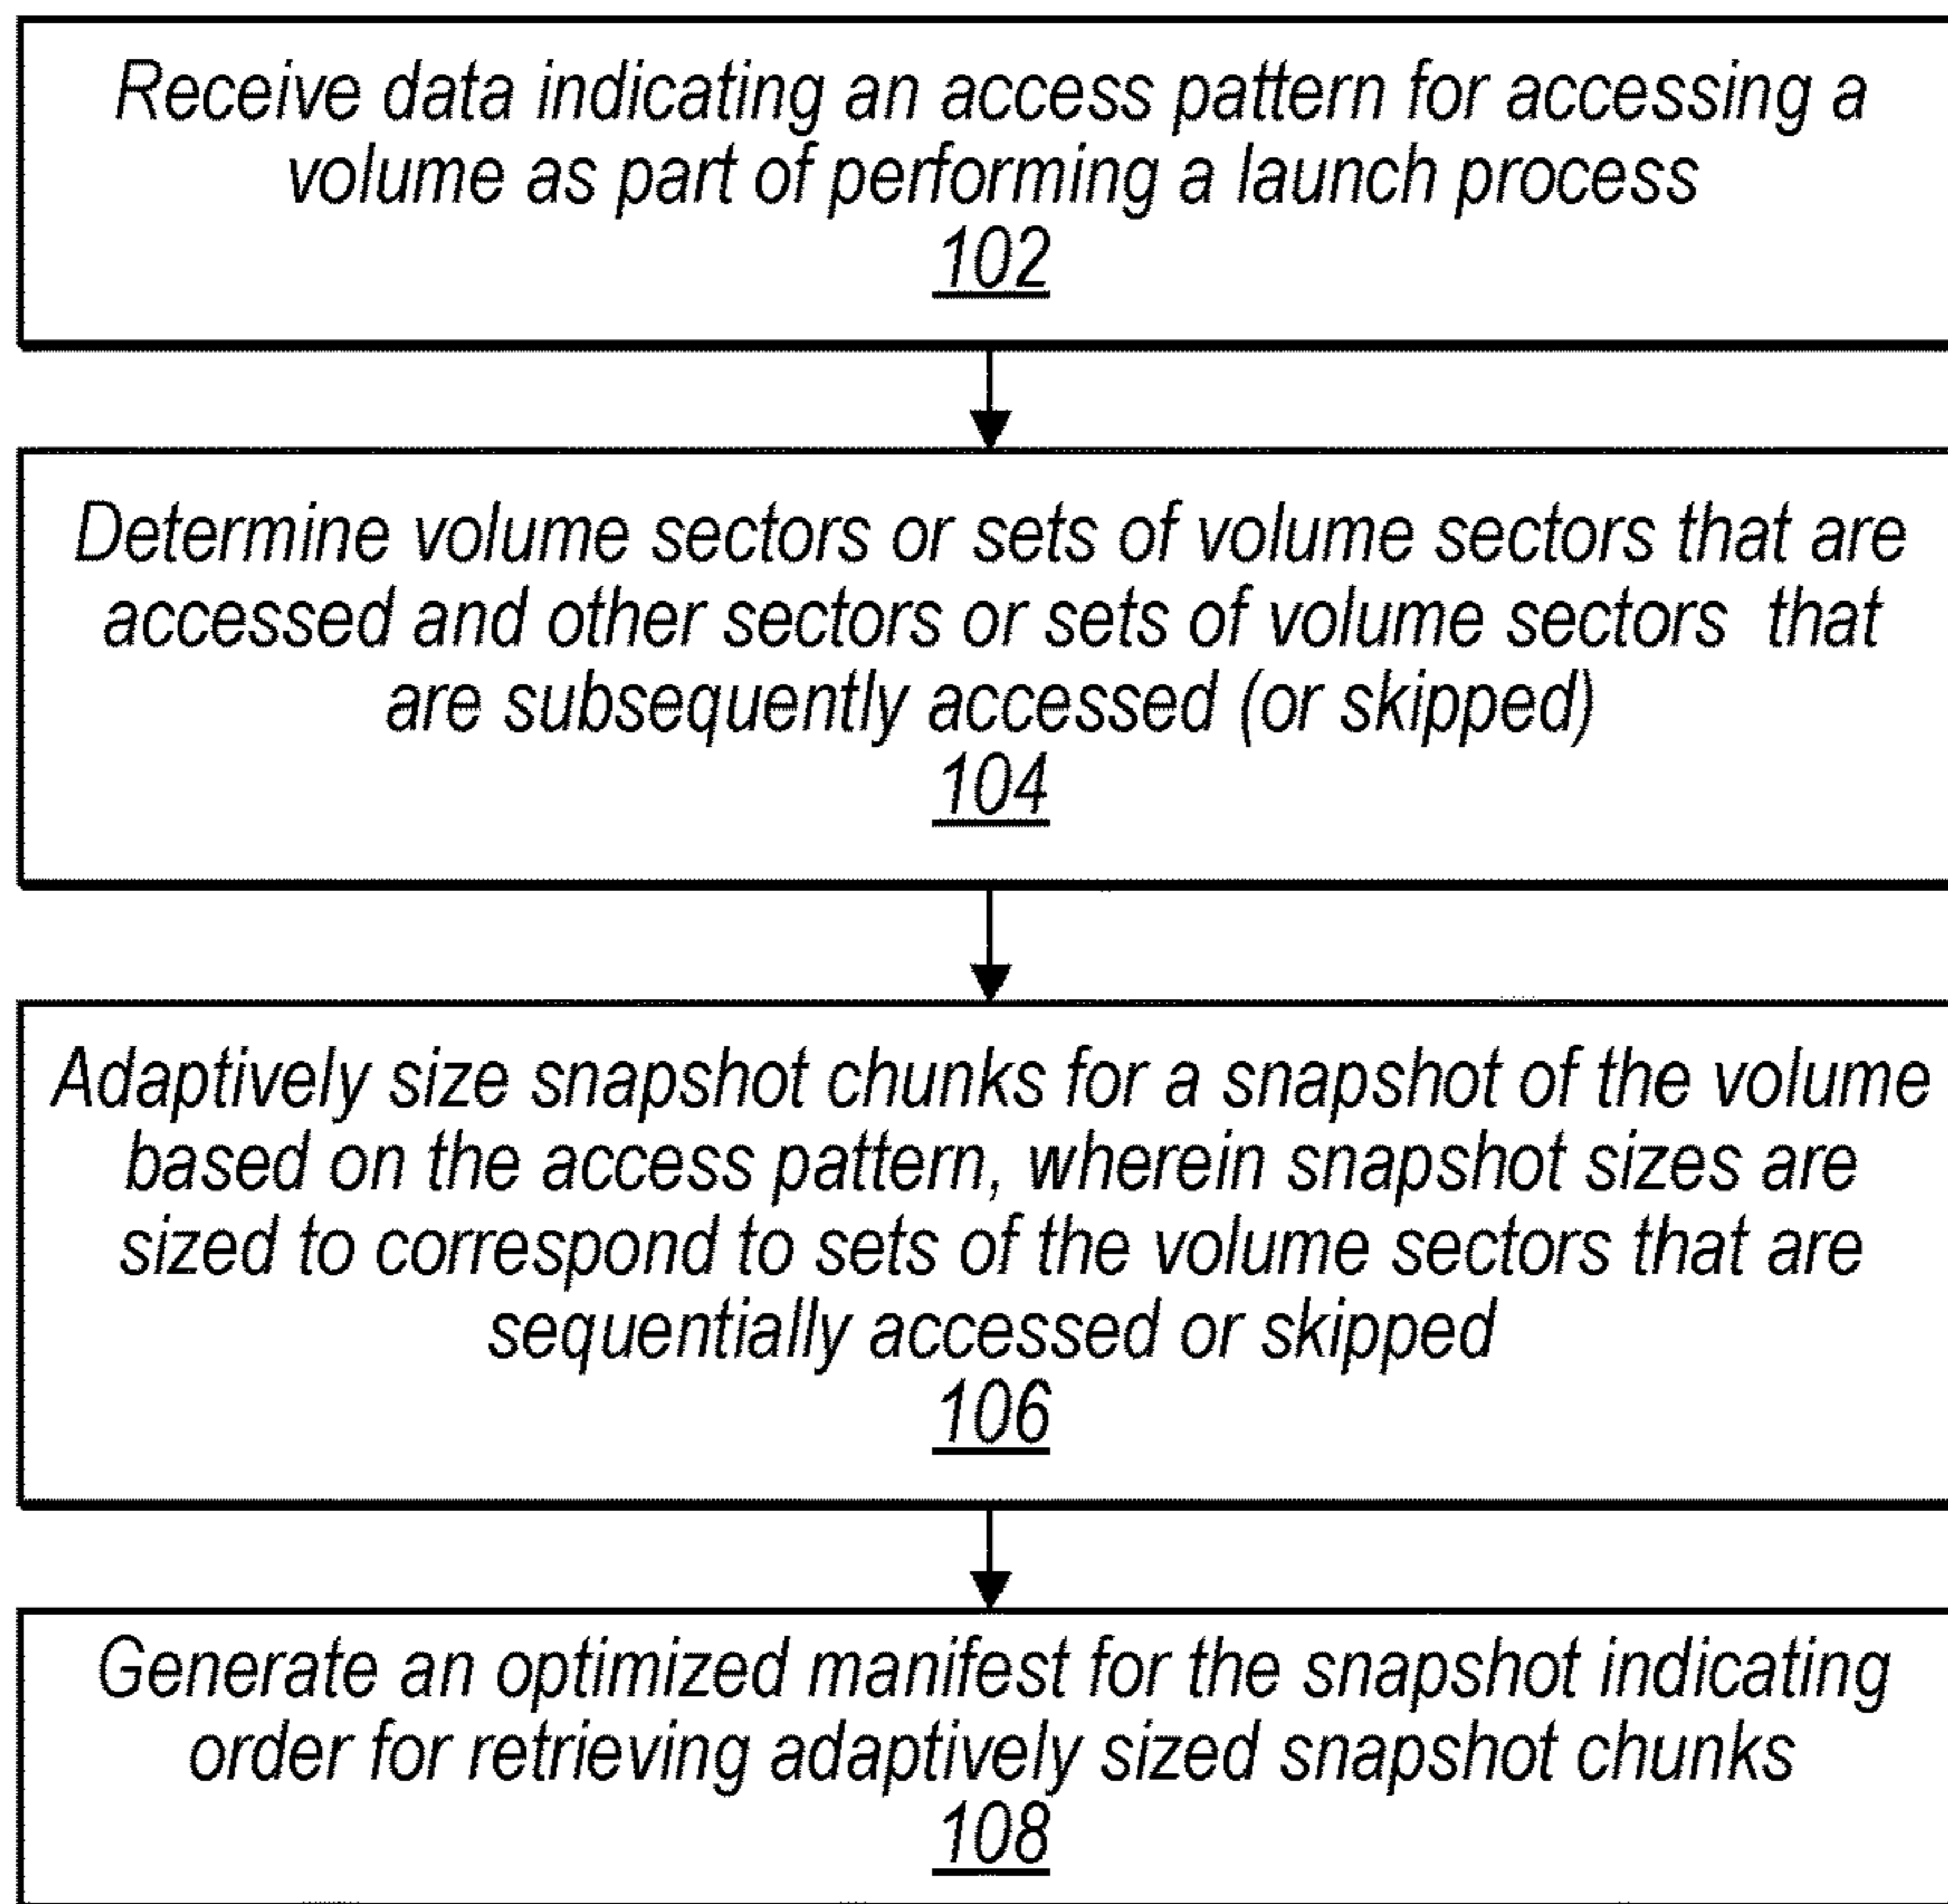 Receive data indicating an access pattern for accessing a
volume as part of performing a launch process
102
Determine volume sectors or sets of volume sectors that are
accessed and other sectors or sets of volume sectors that
are subsequently accessed (or skipped)
104
Adaptively size snapshot chunks for a snapshot of the volume
based on the access pattern, wherein snapshot sizes are
sized to correspond to sets of the volume sectors that are
sequentially accessed or skipped
106
Generate an optimized manifest for the snapshot indicating
order for retrieving adaptively sized snapshot chunks
108